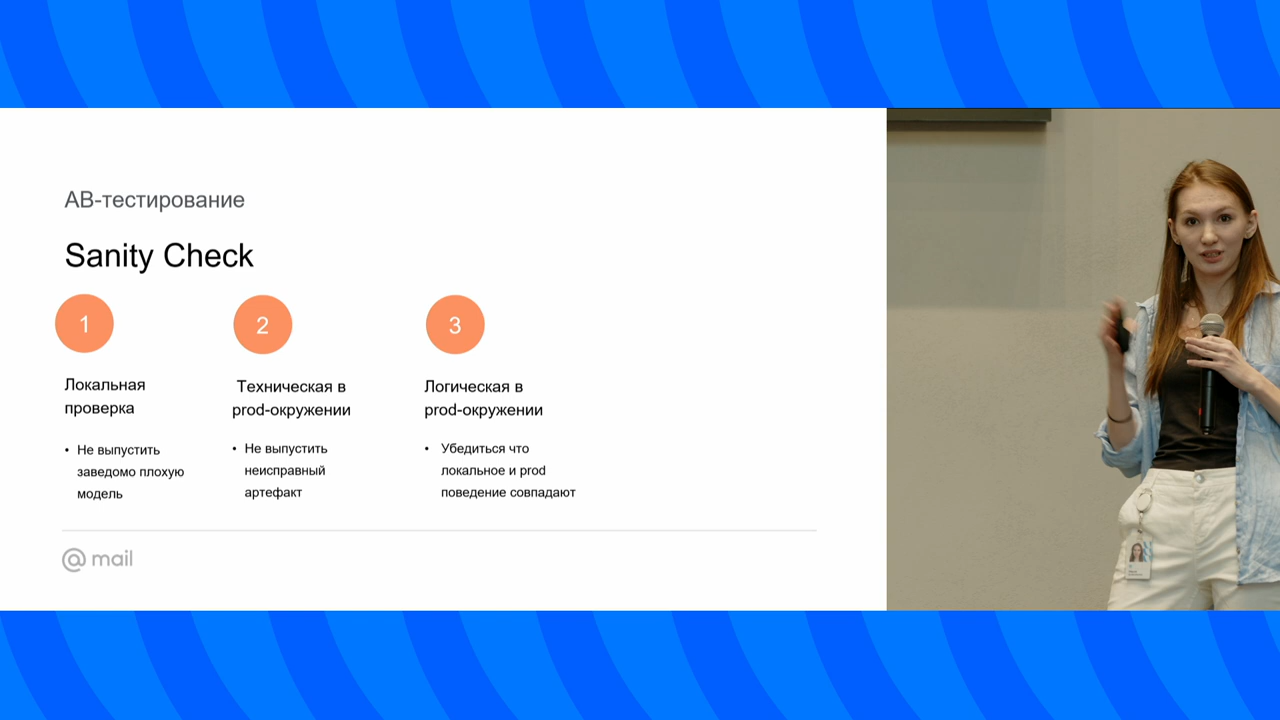 АВ-тестирование
Sanity Check
1
2
3
Локальная
проверка
Техническая в
prod-окружении
Логическая в
prod-окружении
• Не выпустить
заведомо плохую
модель
• Не выпустить
неисправный
артефакт
• Убедиться что
локальное и prod
поведение совпадают
@mail